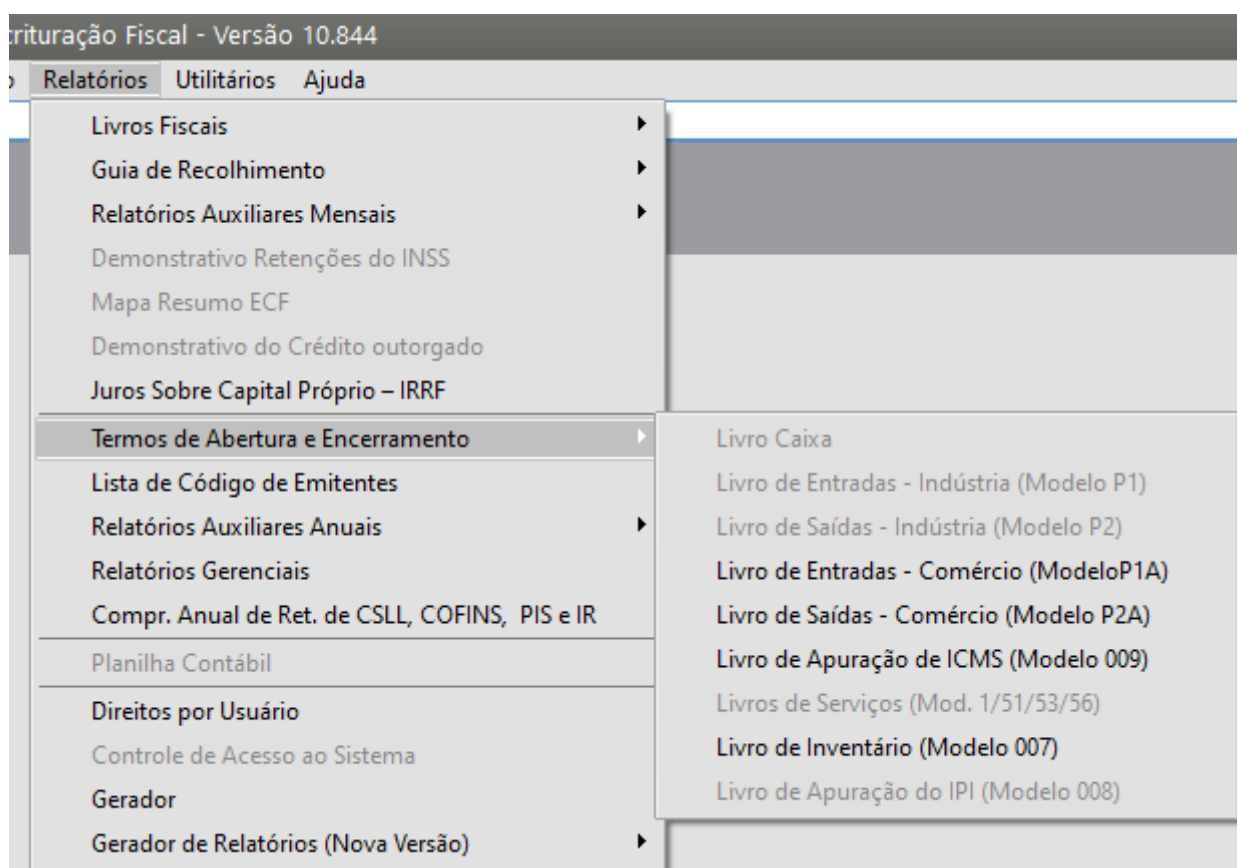 crituração Fiscal - Versão 10.844
o Relatórios Utilitários Ajuda
Livros Fiscais
Guia de Recolhimento
Relatórios Auxiliares Mensais
Demonstrativo Retenções do INSS
Mapa Resumo ECF
Demonstrativo do Crédito outorgado
Juros Sobre Capital Próprio – IRRF
Termos de Abertura e Encerramento
Lista de Código de Emitentes
Relatórios Auxiliares Anuais
Relatórios Gerenciais
Compr. Anual de Ret. de CSLL, COFINS, PIS e IR
Planilha Contábil
Direitos por Usuário
Controle de Acesso ao Sistema
Gerador
Gerador de Relatórios (Nova Versão)
Livro Caixa
Livro de Entradas - Indústria (Modelo P1)
Livro de Saídas - Indústria (Modelo P2)
Livro de Entradas - Comércio (ModeloP1A)
Livro de Saídas - Comércio (Modelo P2A)
Livro de Apuração de ICMS (Modelo 009)
Livros de Serviços (Mod. 1/51/53/56)
Livro de Inventário (Modelo 007)
Livro de Apuração do IPI (Modelo 008)